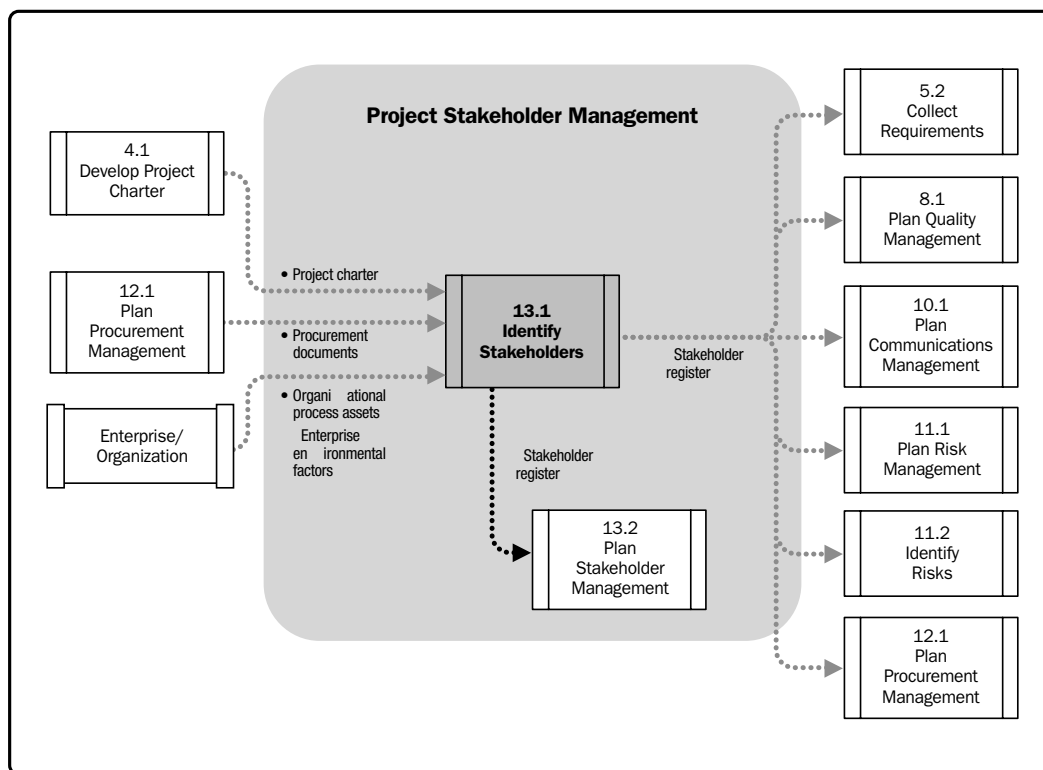 Project Stakeholder Management
4.1
Develop Project
Charter
12.1
Plan
Procurement
Management
Enterprise/
Organization
• Project charter
• Procurement
documents
• Organi ational
process assets
Enterprise
en ironmental
factors
13.1
Identify
Stakeholders
Stakeholder
register
Stakeholder
register
13.2
Plan
Stakeholder
Management
5.2
Collect
Requirements
8.1
Plan Quality
Management
10.1
Plan
Communications
Management
11.1
Plan Risk
Management
11.2
Identify
Risks
12.1
Plan
Procurement
Management